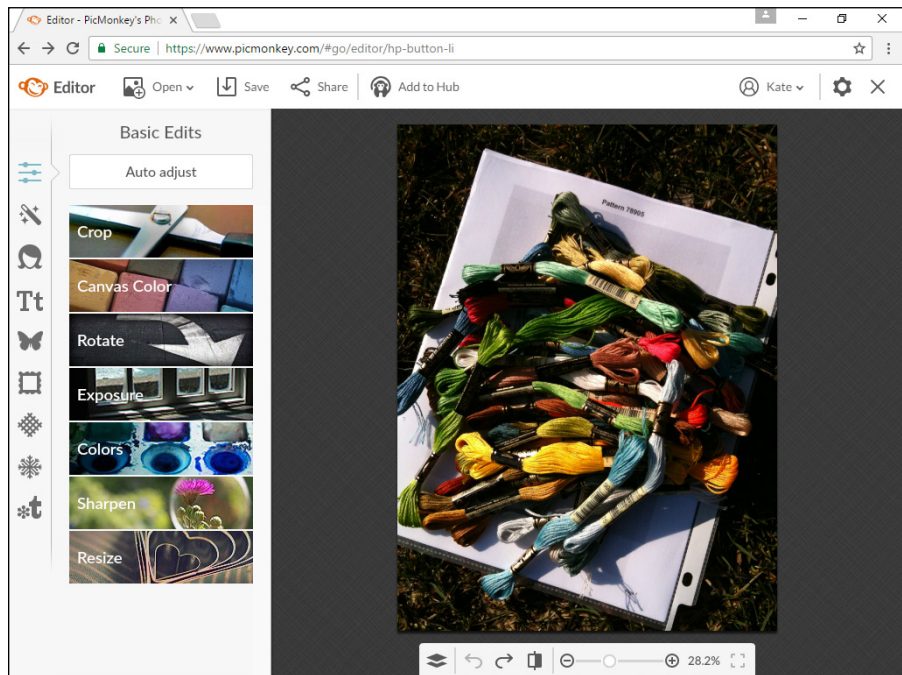 Editor - PicMonkey's Pho
Secure https://www.picmonkey.com/#go/editor/hp-button-li
Editor Open Save Share Add to Hub Kate
Basic Edits
Auto adjust
Crop
Canvas Color
Rotate
Exposure
Colors
Sharpen
Resize
Tt
t
Pattern 78905
28.2%